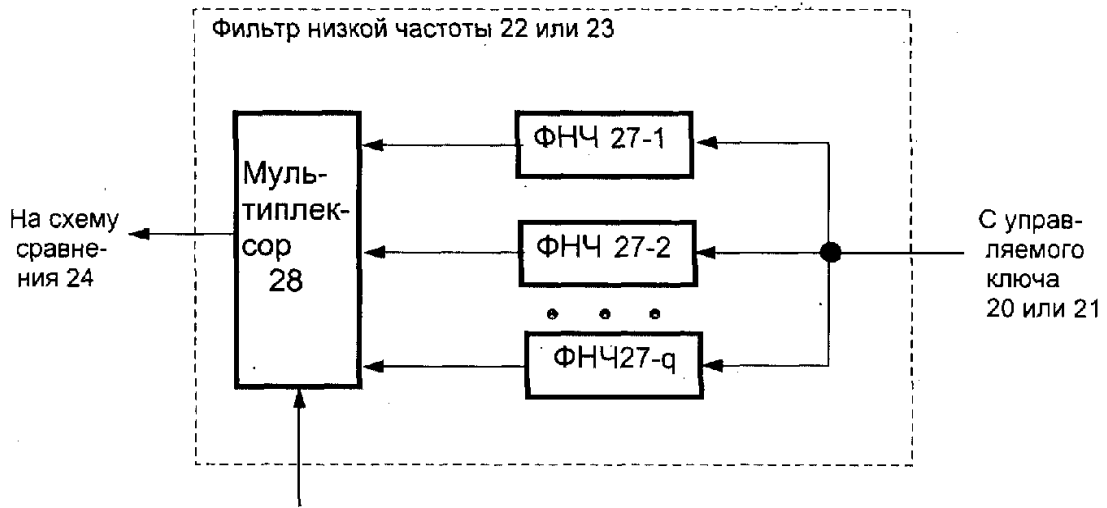 Фильтр низкой частоты 22 или 23
ФНЧ 27-1
Муль-
типлек-
сор
28
ФНЧ 27-2
ФНЧ27-q
На схему
сравне-
ния 24
С управ-
ляемого
ключа
20 или 21